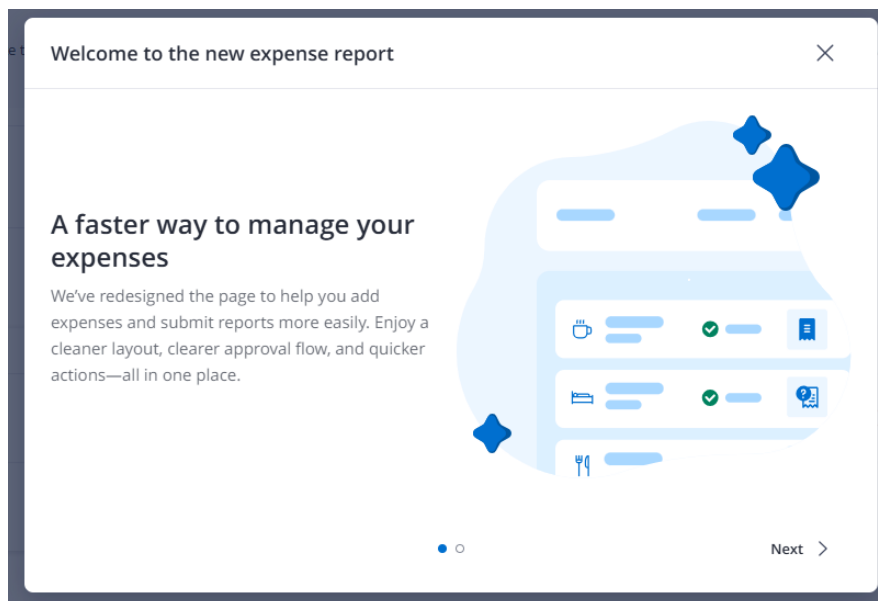 Welcome to the new expense report
A faster way to manage your
expenses
We’ve redesigned the page to help you add
expenses and submit reports more easily. Enjoy a
cleaner layout, clearer approval flow, and quicker
actions—all in one place.
Next